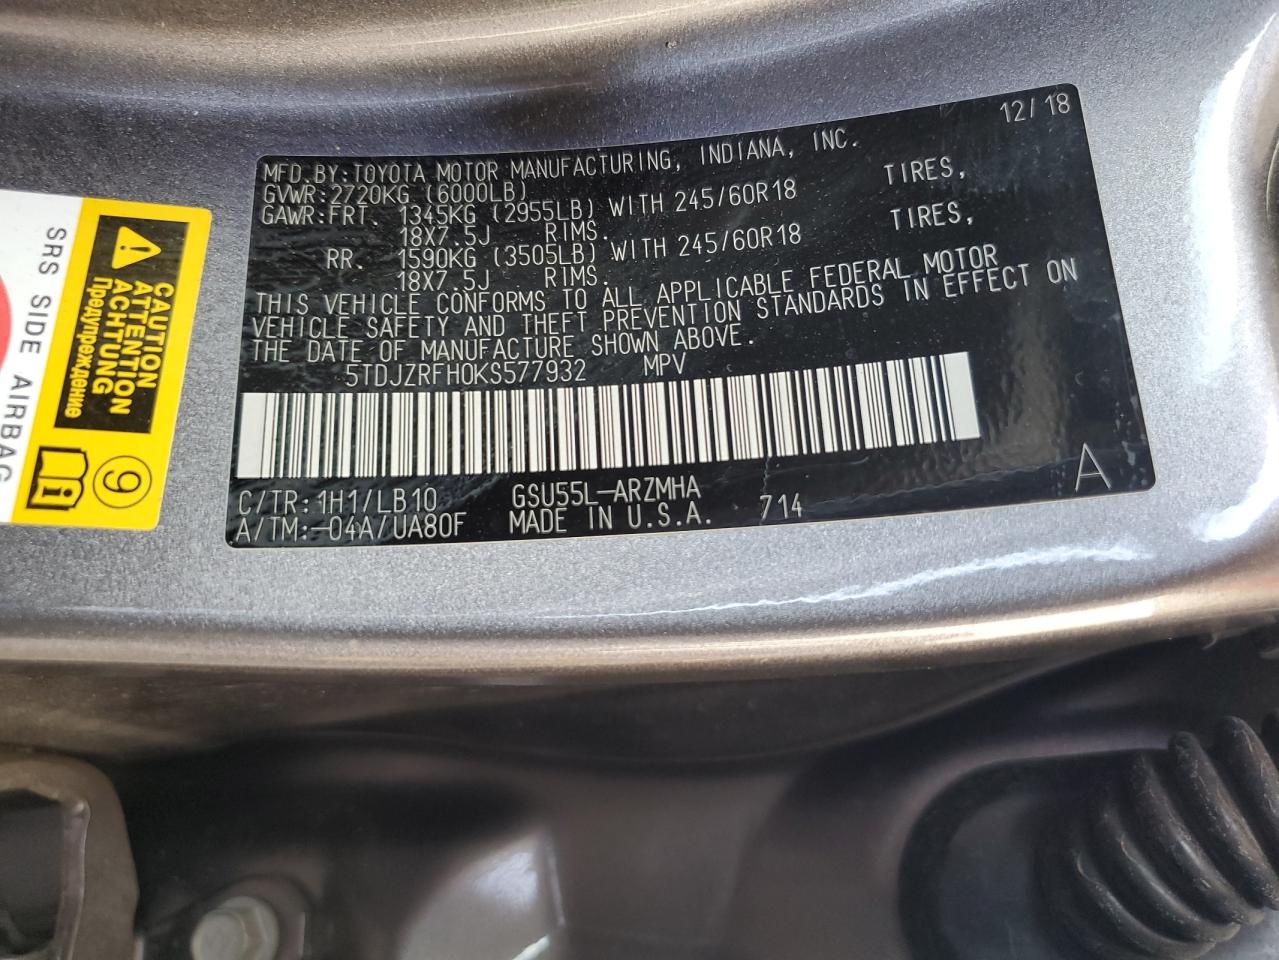 12/18
MFD.BY:TOYOTA MOTOR MANUFACTURING, INDIANA, INC.
GVWR:2720KG (6000LB)
GAWR:FRT. 1345KG (2955LB) WITH 245/60R18 TIRES,
18X7.5J RIMS.
RR. 1590KG (3505LB) WITH 245/60R18 TIRES,
18X7.5J RIMS.
THIS VEHICLE CONFORMS TO ALL APPLICABLE FEDERAL MOTOR
VEHICLE SAFETY AND THEFT PREVENTION STANDARDS IN EFFECT ON
THE DATE OF MANUFACTURE SHOWN ABOVE.
5TDJZRFH0KS577932 MPV
C/TR:1H1/LB10 GSU55L-ARZMHA
A/TM:-04A/UA80F MADE IN U.S.A. 714
A
CAUTION
ATTENTION
ACHTUNG
Предупреждение
9
SRS SIDE AIRBAG